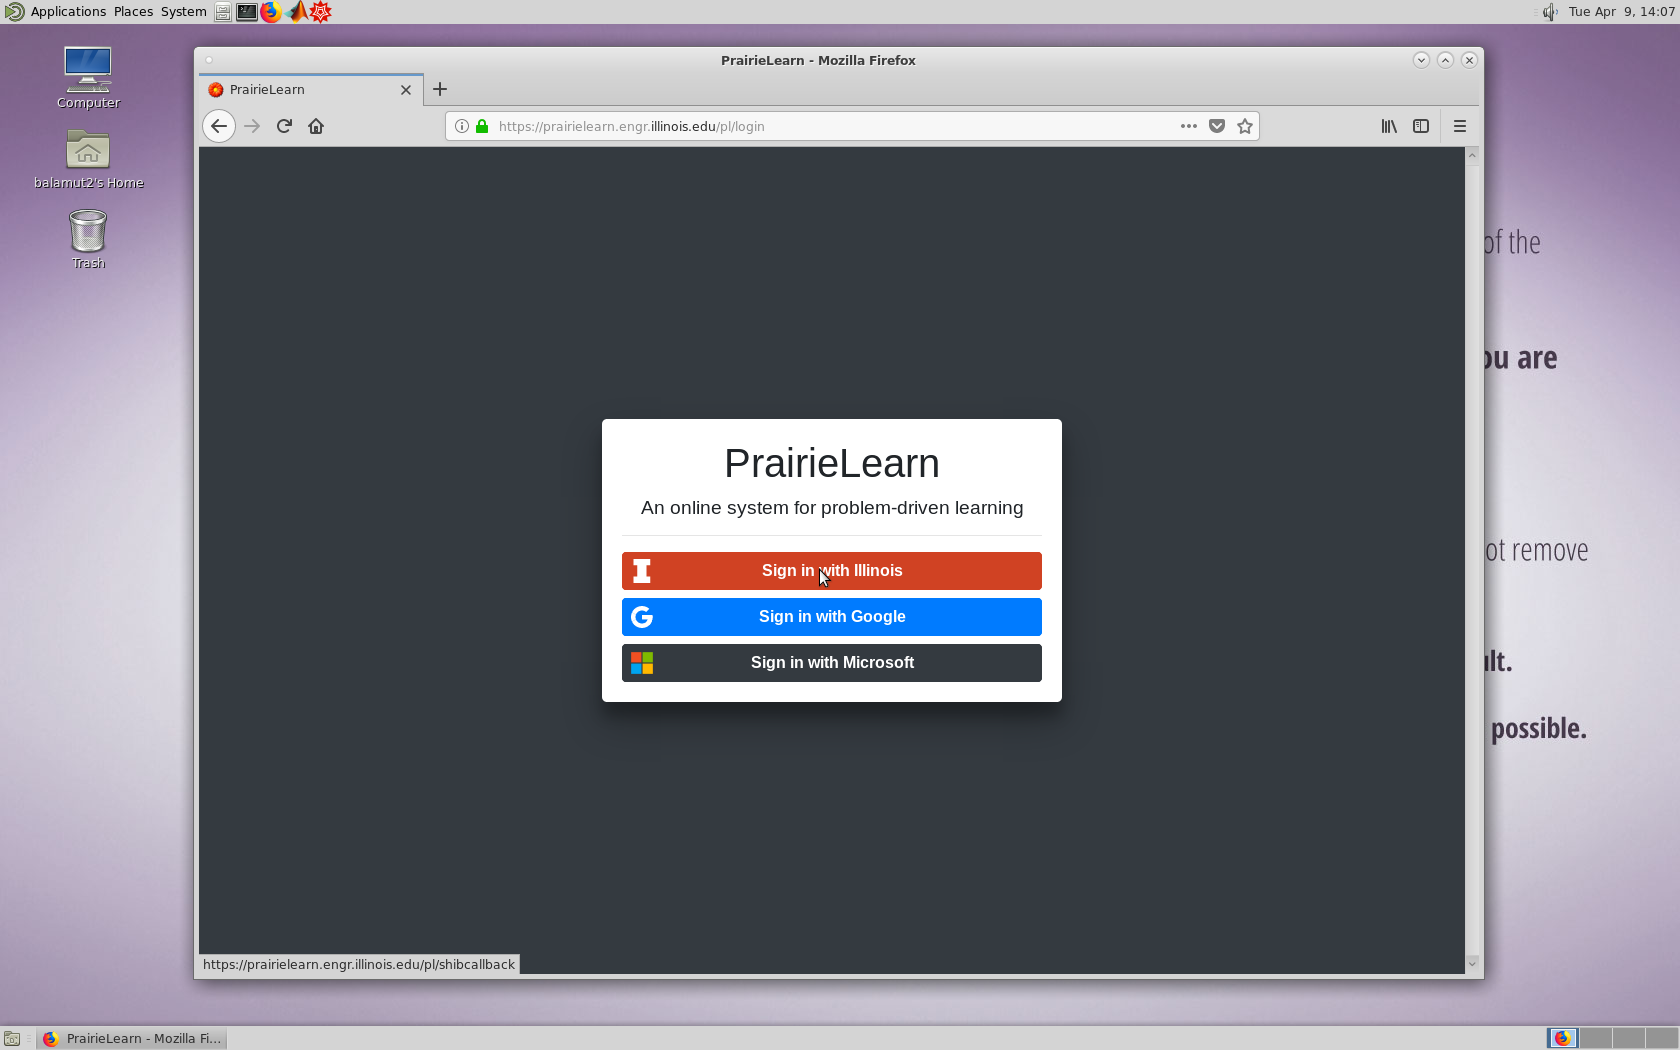 Applications Places System
Tue Apr 9, 14:07
Computer
balamut2's Home
Trash
PrairieLearn - Mozilla Firefox
PrairieLearn
https://prairielearn.engr.illinois.edu/pl/login
PrairieLearn
An online system for problem-driven learning
Sign in with Illinois
Sign in with Google
Sign in with Microsoft
of the
are
remove
possible.
https://prairielearn.engr.illinois.edu/pl/shibcallback
PrairieLearn - Mozilla Fi...